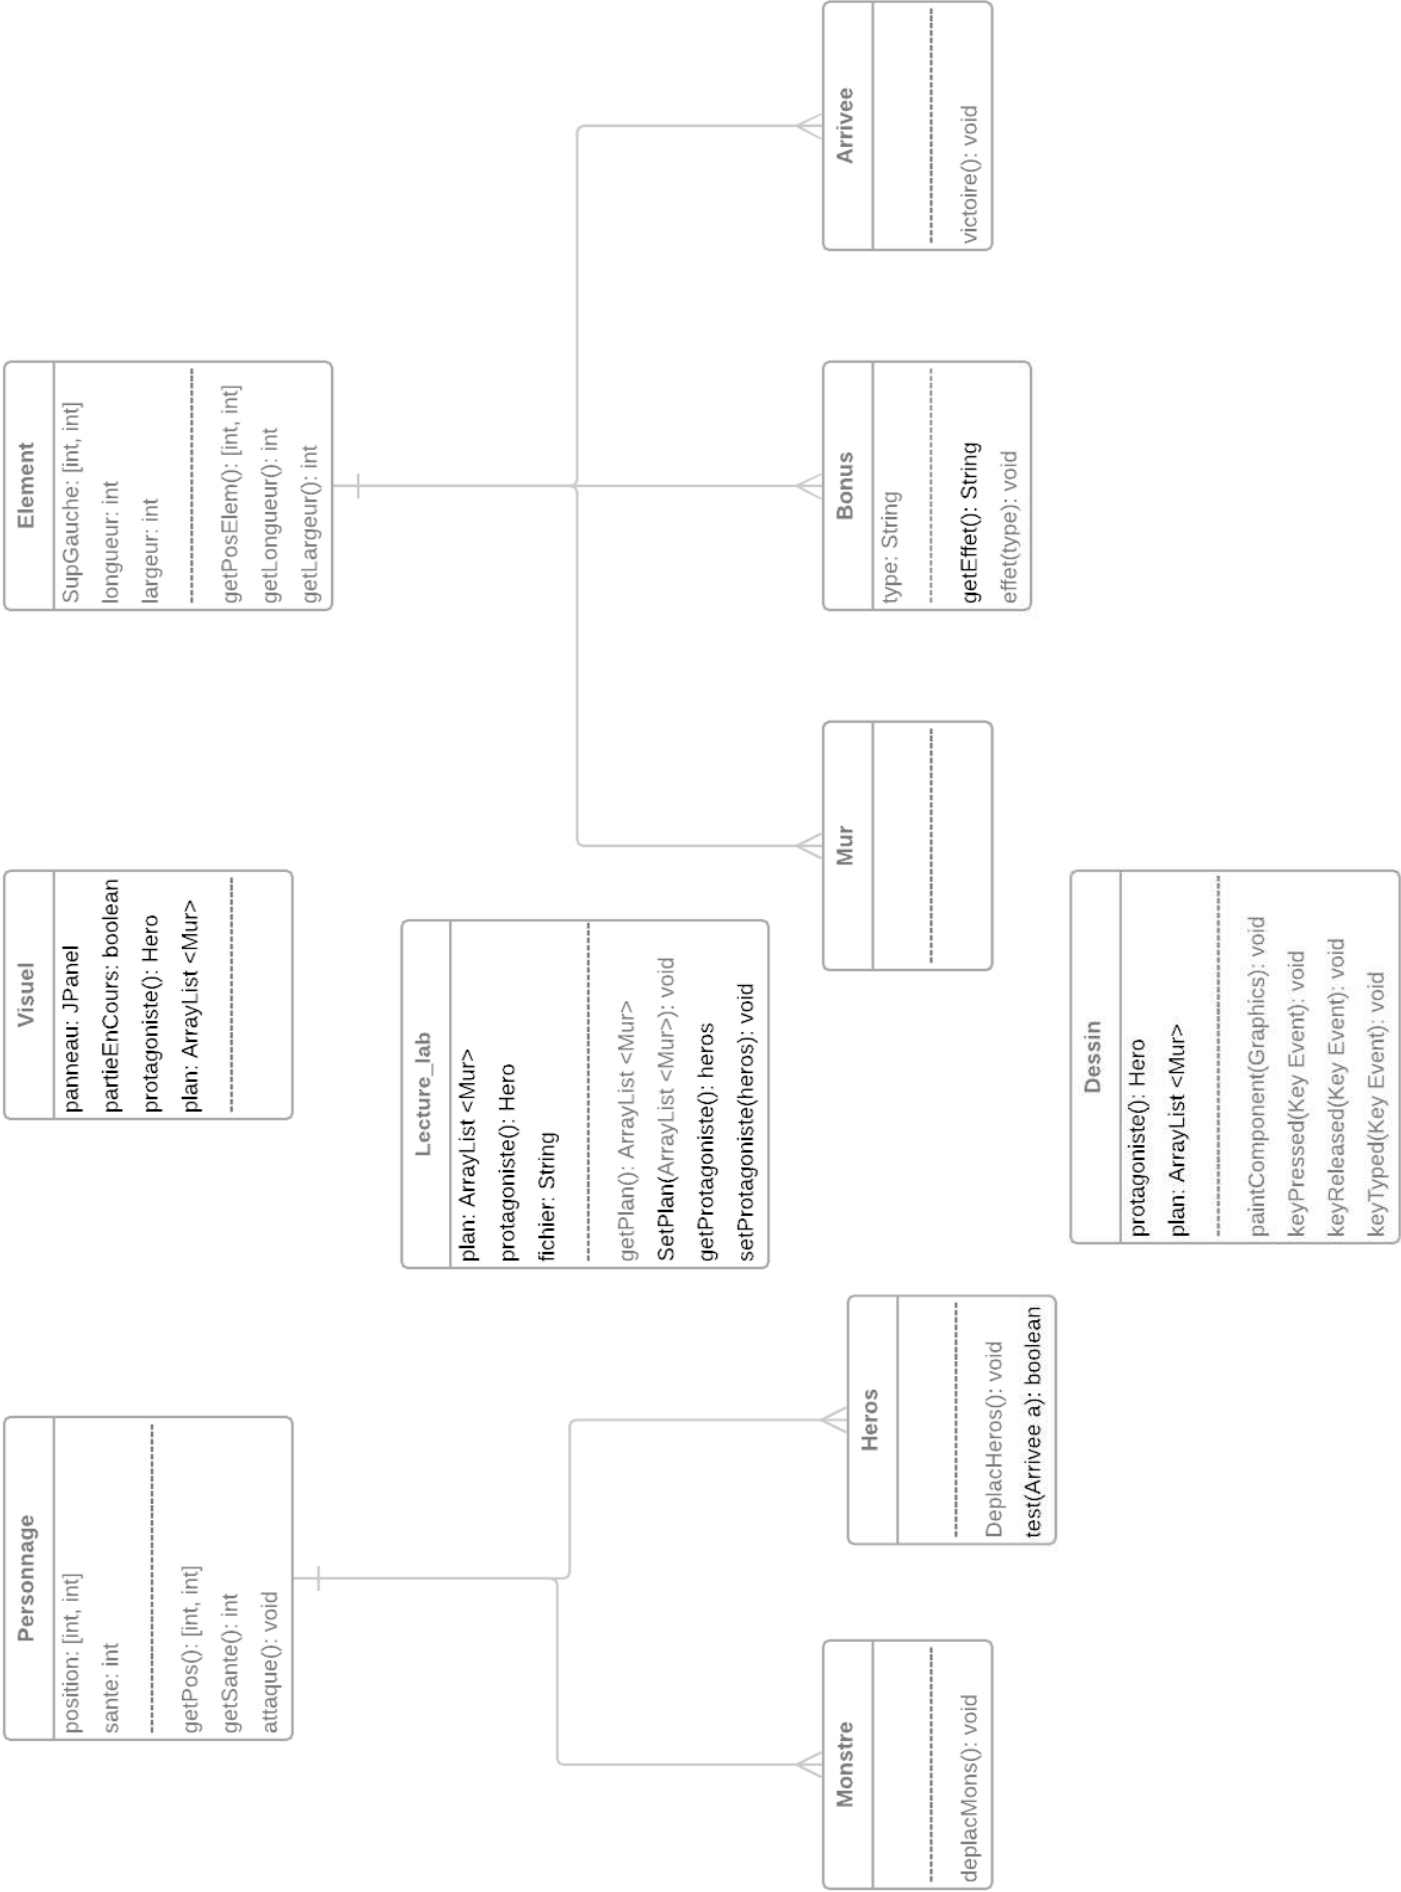 Personnage
position: [int, int]
sante: int
getPos(): [int, int]
getSante(): int
attaque(): void
Visuel
panneau: JPanel
partieEnCours: boolean
protagoniste(): Hero
plan: ArrayList <Mur>
Element
SupGauche: [int, int]
longueur: int
largeur: int
getPosElem(): [int, int]
getLongueur(): int
getLargeur(): int
Lecture_lab
plan: ArrayList <Mur>
protagoniste(): Hero
fichier: String
getPlan(): ArrayList <Mur>
SetPlan(ArrayList <Mur>): void
getProtagoniste(): heros
setProtagoniste(heros): void
Monstre
deplacMons(): void
Heros
DeplacHeros(): void
test(Arrivee a): boolean
Mur
Bonus
type: String
getEffet(): String
effet(type): void
Arrivee
victoire(): void
Dessin
protagoniste(): Hero
plan: ArrayList <Mur>
paintComponent(Graphics): void
keyPressed(Key Event): void
keyReleased(Key Event): void
keyTyped(Key Event): void